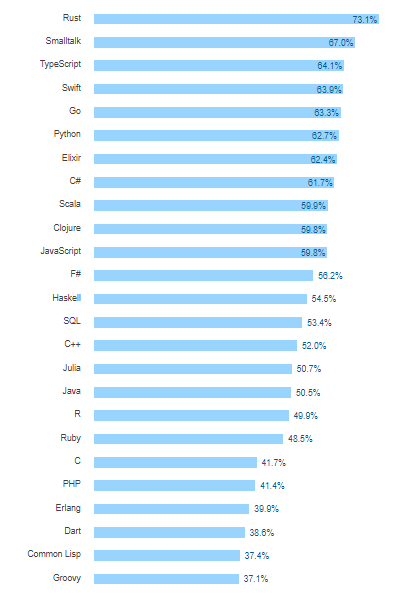 Rust 73.1%
Smalltalk 67.0%
TypeScript 64.1%
Swift 63.9%
Go 63.3%
Python 62.7%
Elixir 62.4%
C# 61.7%
Scala 59.9%
Clojure 59.8%
JavaScript 59.8%
F# 56.2%
Haskell 54.5%
SQL 53.4%
C++ 52.0%
Julia 50.7%
Java 50.5%
R 49.9%
Ruby 48.5%
C 41.7%
PHP 41.4%
Erlang 39.9%
Dart 38.6%
Common Lisp 37.4%
Groovy 37.1%